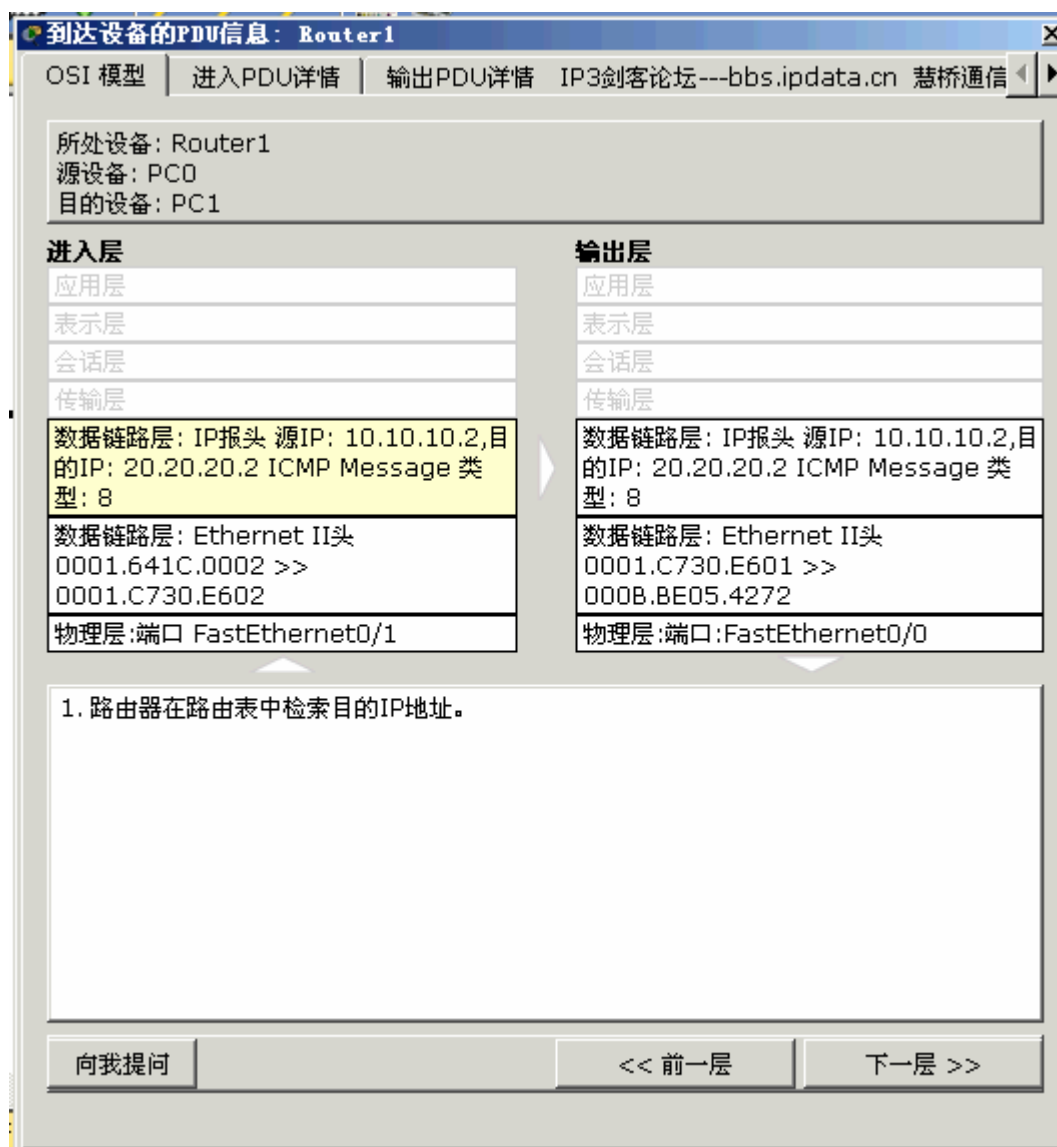 到达设备的PDU信息: Router1
OSI 模型 进入PDU详情 输出PDU详情 IP3剑客论坛---bbs.ipdata.cn 慧桥通信
所处设备: Router1
源设备: PC0
目的设备: PC1
进入层
应用层
表示层
会话层
传输层
数据链路层: IP报头 源IP: 10.10.10.2,目
的IP: 20.20.20.2 ICMP Message 类
型: 8
数据链路层: Ethernet II头
0001.641C.0002 >>
0001.C730.E602
物理层:端口 FastEthernet0/1
输出层
应用层
表示层
会话层
传输层
数据链路层: IP报头 源IP: 10.10.10.2,目
的IP: 20.20.20.2 ICMP Message 类
型: 8
数据链路层: Ethernet II头
0001.C730.E601 >>
000B.BE05.4272
物理层:端口:FastEthernet0/0
1. 路由器在路由表中检索目的IP地址。
向我提问
<< 前一层
下一层 >>